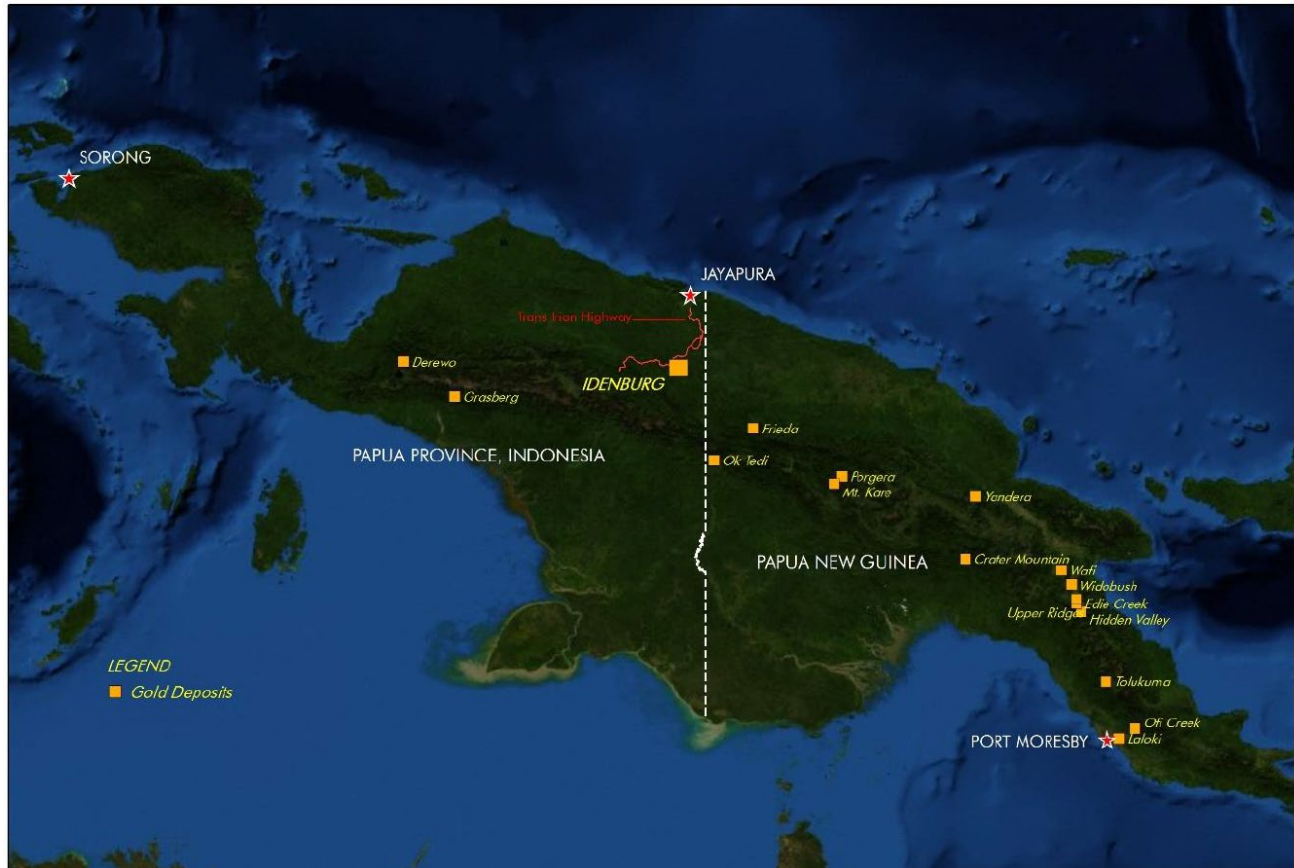 SORONG
JAYAPURA
Trans Irian Highway
Derewo
IDENBURG
Grasberg
Frieda
PAPUA PROVINCE, INDONESIA
Ok Tedi
Porgera
Mt. Kare
Yandera
Crater Mountain
PAPUA NEW GUINEA
Wafi
Widobush
Edie Creek
Upper Ridges
Hidden Valley
LEGEND
Gold Deposits
Tolukuma
Ofi Creek
PORT MORESBY
Laloki